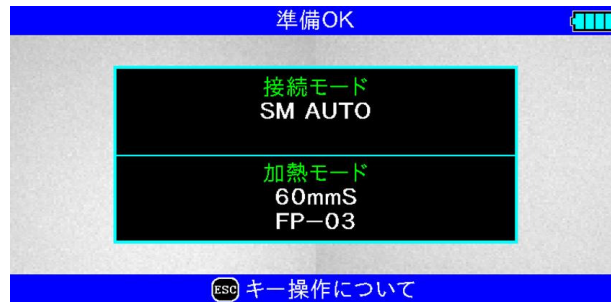 準備OK
接続モード
SM AUTO
加熱モード
60mmS
FP-03
ESC キー操作について